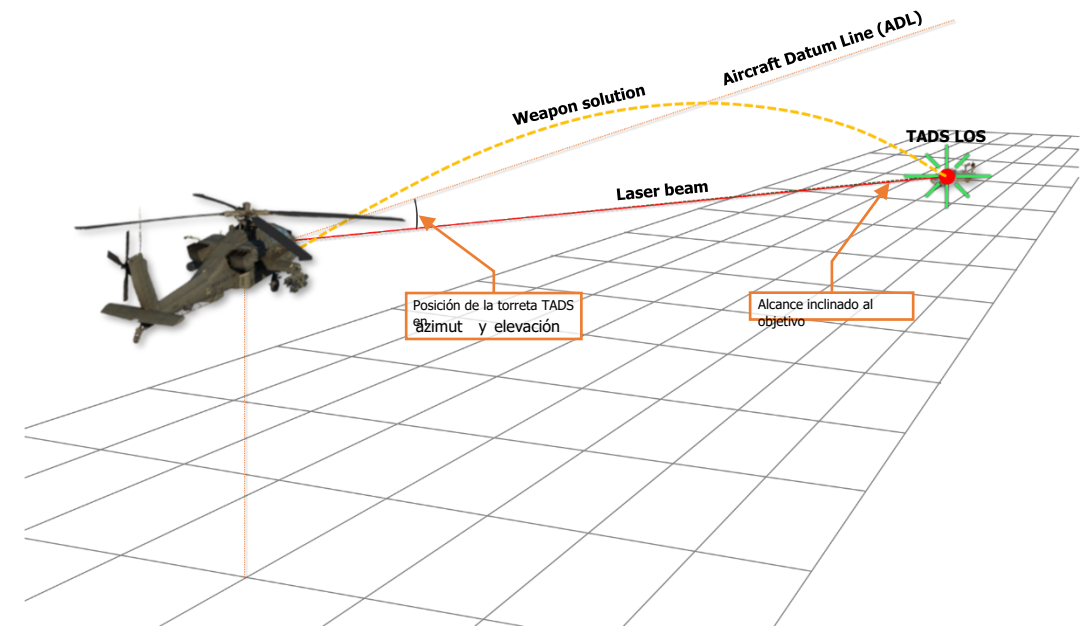 Aircraft Datum Line (ADL)
Weapon solution
TADS LOS
Laser beam
Posición de la torreta TADS
en
azimut y elevación
Alcance inclinado al
objetivo